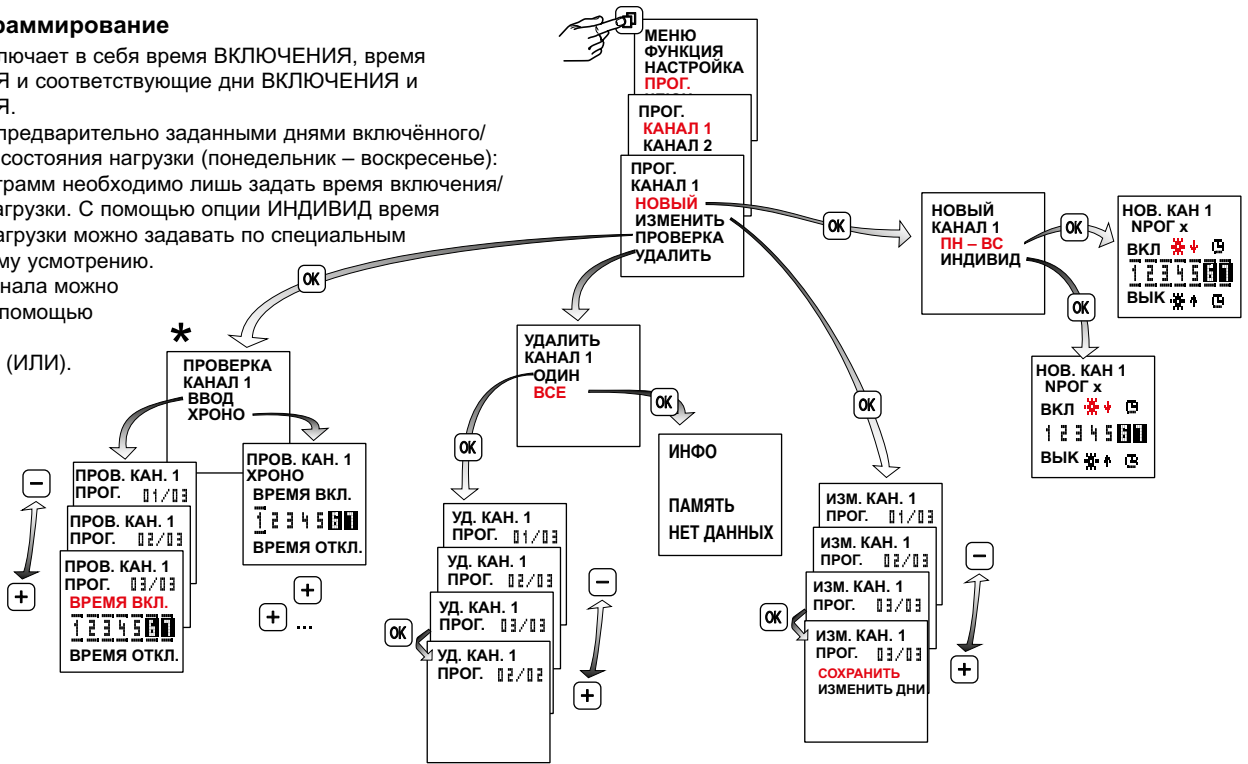 раммирование
лючает в себя время ВКЛЮЧЕНИЯ, время
Я и соответствующие дни ВКЛЮЧЕНИЯ и
Я.
предварительно заданными днями включённого/
состояния нагрузки (понедельник – воскресенье):
грамм необходимо лишь задать время включения/
агрузки. С помощью опции ИНДИВИД время
агрузки можно задавать по специальным
му усмотрению.
нала можно
помощью
(ИЛИ).
МЕНЮ
ФУНКЦИЯ
НАСТРОЙКА
ПРОГ.
ПРОГ.
КАНАЛ 1
КАНАЛ 2
ПРОГ.
КАНАЛ 1
НОВЫЙ
ИЗМЕНИТЬ
ПРОВЕРКА
УДАЛИТЬ
OK
НОВЫЙ
КАНАЛ 1
ПН – ВС
ИНДИВИД
OK
НОВ. КАН 1
NPOГ x
ВКЛ
1 2 3 4 5 6 7
ВЫК
OK
НОВ. КАН 1
NPOГ x
ВКЛ
1 2 3 4 5 6 7
ВЫК
OK
*
ПРОВЕРКА
КАНАЛ 1
ВВОД
ХРОНО
ПРОВ. КАН. 1
ПРОГ. 01/03
ПРОВ. КАН. 1
ПРОГ. 02/03
ПРОВ. КАН. 1
ПРОГ. 03/03
ВРЕМЯ ВКЛ.
1 2 3 4 5 6 7
ВРЕМЯ ОТКЛ.
−
+
ПРОВ. КАН. 1
ХРОНО
ВРЕМЯ ВКЛ.
1 2 3 4 5 6 7
ВРЕМЯ ОТКЛ.
+
+ ...
OK
УДАЛИТЬ
КАНАЛ 1
ОДИН
ВСЕ
OK
OK
ИНФО
ПАМЯТЬ
НЕТ ДАННЫХ
УД. КАН. 1
ПРОГ. 01/03
УД. КАН. 1
ПРОГ. 02/03
УД. КАН. 1
ПРОГ. 03/03
OK
УД. КАН. 1
ПРОГ. 02/02
−
+
OK
ИЗМ. КАН. 1
ПРОГ. 01/03
ИЗМ. КАН. 1
ПРОГ. 02/03
ИЗМ. КАН. 1
ПРОГ. 03/03
OK
ИЗМ. КАН. 1
ПРОГ. 03/03
СОХРАНИТЬ
ИЗМЕНИТЬ ДНИ
−
+